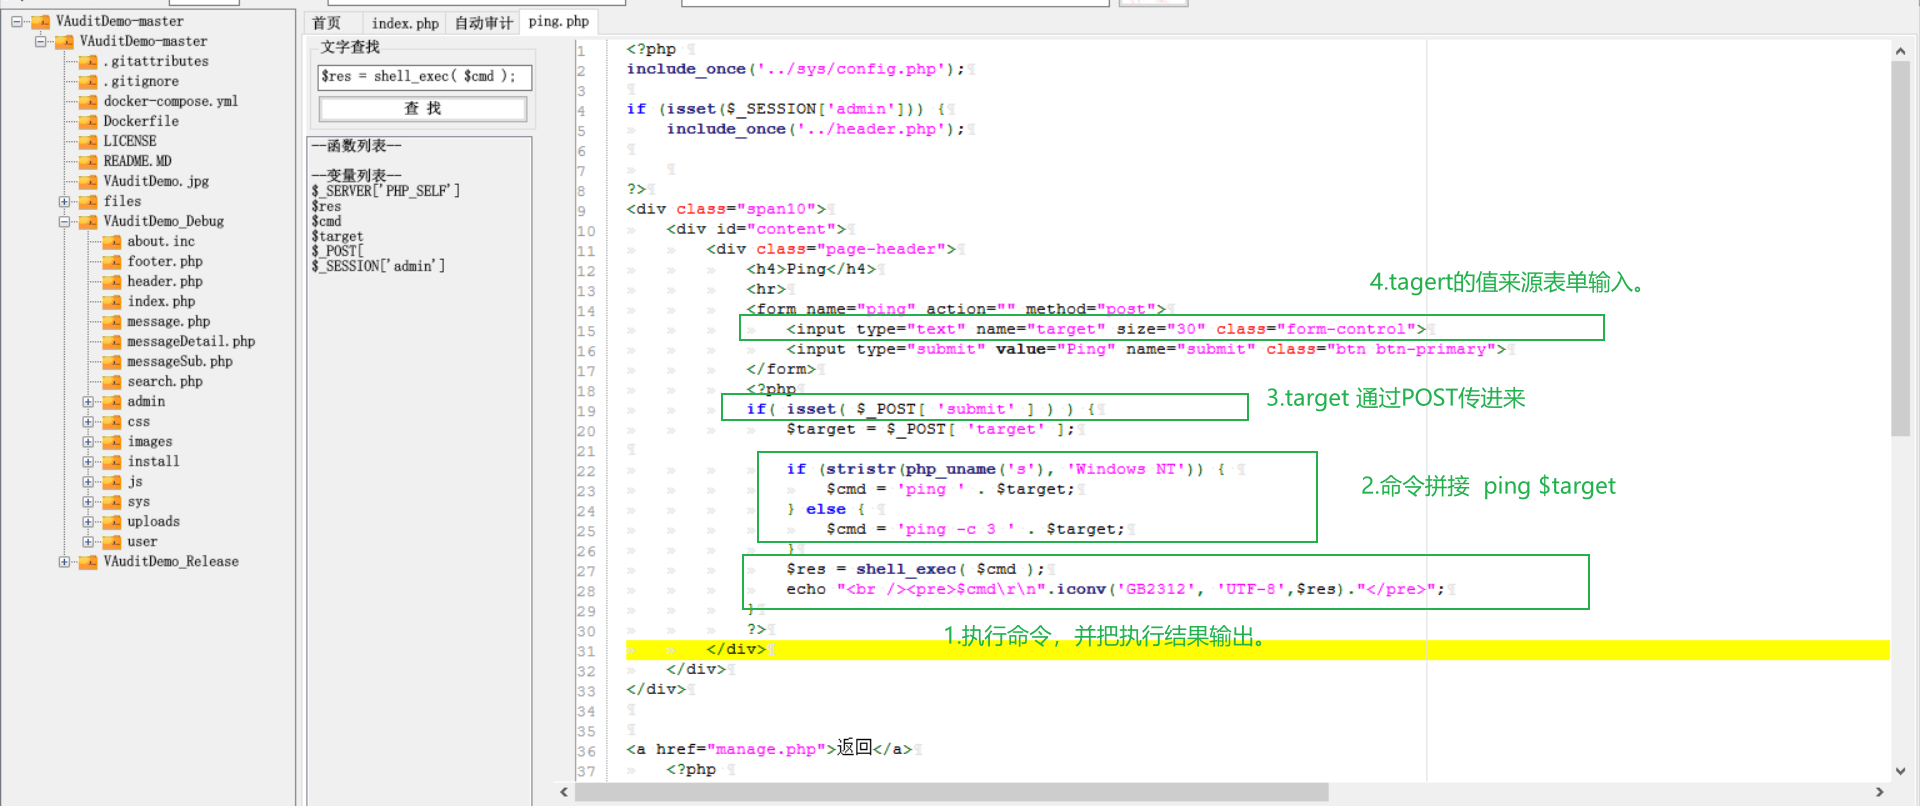 VAuditDemo-master
VAuditDemo-master
.gitattributes
.gitignore
docker-compose.yml
Dockerfile
LICENSE
README.MD
VAuditDemo.jpg
files
VAuditDemo_Debug
about.inc
footer.php
header.php
index.php
message.php
messageDetail.php
messageSub.php
search.php
admin
css
images
install
js
sys
uploads
user
VAuditDemo_Release
首页 index.php 自动审计 ping.php
文字查找
$res = shell_exec( $cmd );
查 找
--函数列表--
--变量列表--
$_SERVER['PHP_SELF']
$res
$cmd
$target
$_POST[
$_SESSION['admin']
1 <?php
2 include_once('../sys/config.php');
3
4 if (isset($_SESSION['admin'])) {
5 include_once('../header.php');
6
7
8 ?>
9 <div class="span10">
10 <div id="content">
11 <div class="page-header">
12 <h4>Ping</h4>
13 <hr>
14 <form name="ping" action="" method="post">
15 <input type="text" name="target" size="30" class="form-control">
16 <input type="submit" value="Ping" name="submit" class="btn btn-primary">
17 </form>
18 <?php
19 if( isset( $_POST[ 'submit' ] ) ) {
20 $target = $_POST[ 'target' ];
21
22 if (stristr(php_uname('s'), 'Windows NT')) {
23 $cmd = 'ping ' . $target;
24 } else {
25 $cmd = 'ping -c 3 ' . $target;
26 }
27 $res = shell_exec( $cmd );
28 echo "<br /><pre>$cmd\r\n".iconv('GB2312', 'UTF-8',$res)."</pre>";
29 }
30 ?>
31 </div>
32 </div>
33 </div>
34
35
36 <a href="manage.php">返回</a>
37 <?php
4.tagert的值来源表单输入。
3.target 通过POST传进来
2.命令拼接 ping $target
1.执行命令，并把执行结果输出。